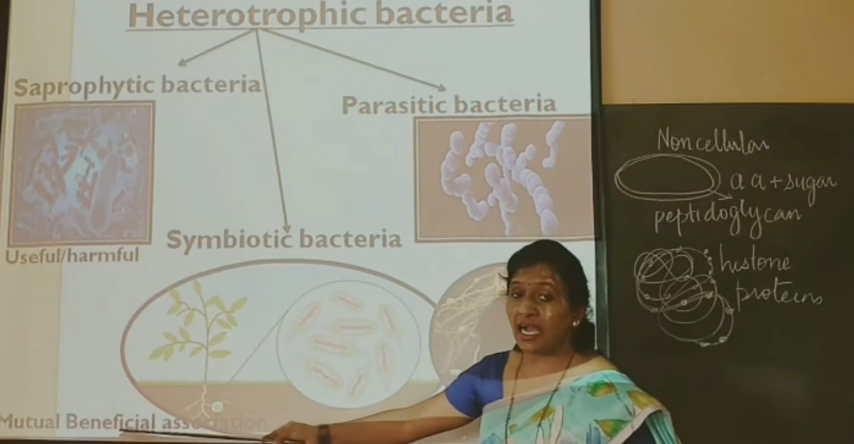 Heterotrophic bacteria
Saprophytic bacteria
Parasitic bacteria
Useful/harmful
Symbiotic bacteria
Mutual Beneficial association
Noncellular
a a + sugar
peptidoglycan
histone
proteins